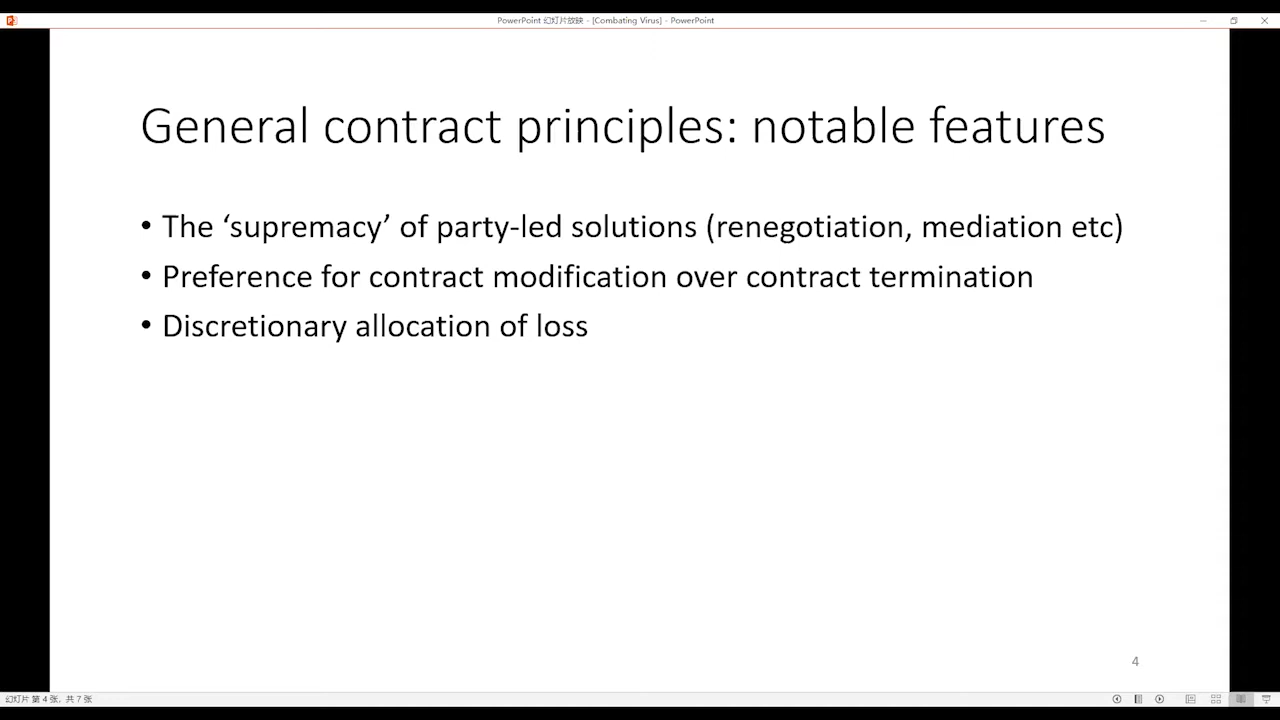 PowerPoint 幻灯片放映 - [Combating Virus] - PowerPoint
General contract principles: notable features
• The ‘supremacy’ of party-led solutions (renegotiation, mediation etc)
• Preference for contract modification over contract termination
• Discretionary allocation of loss
4
幻灯片 第 4 张，共 7 张